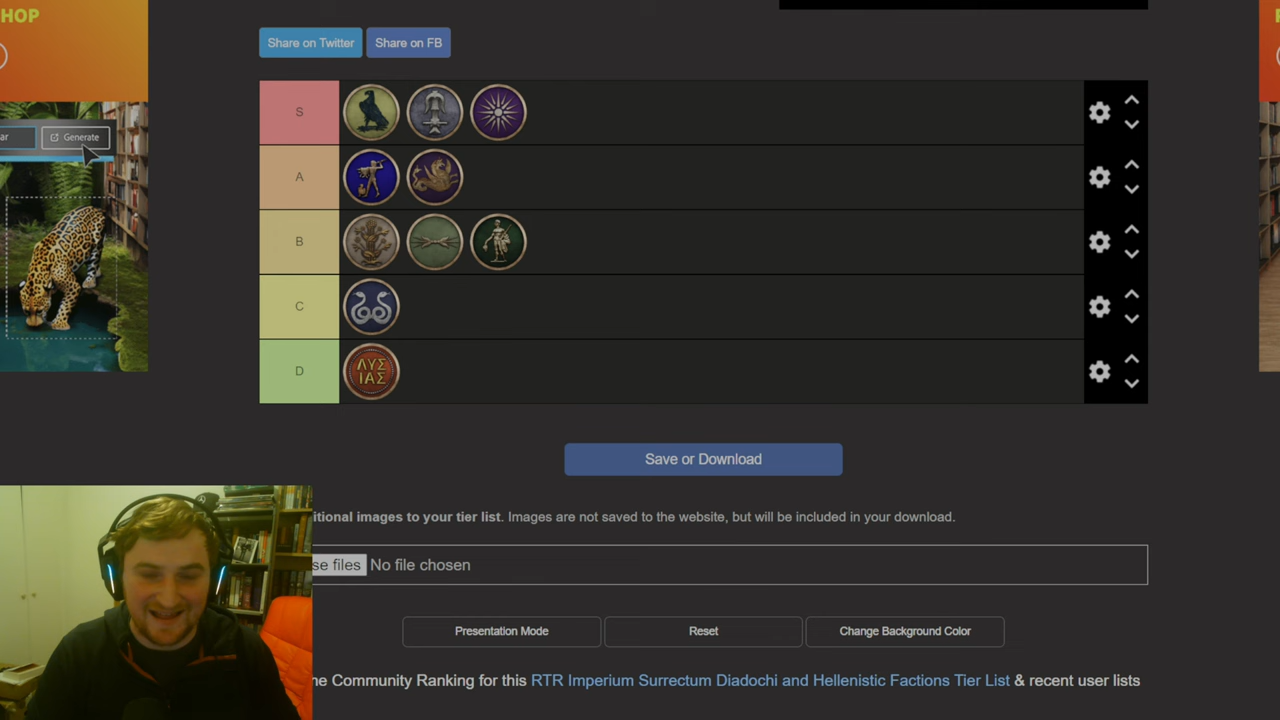 HOP
Share on Twitter
Share on FB
S
ar
Generate
A
B
C
D
ΛΥΣ
ΙΑΣ
Save or Download
itional images to your tier list. Images are not saved to the website, but will be included in your download.
se files
No file chosen
Presentation Mode
Reset
Change Background Color
he Community Ranking for this RTR Imperium Surrectum Diadochi and Hellenistic Factions Tier List & recent user lists